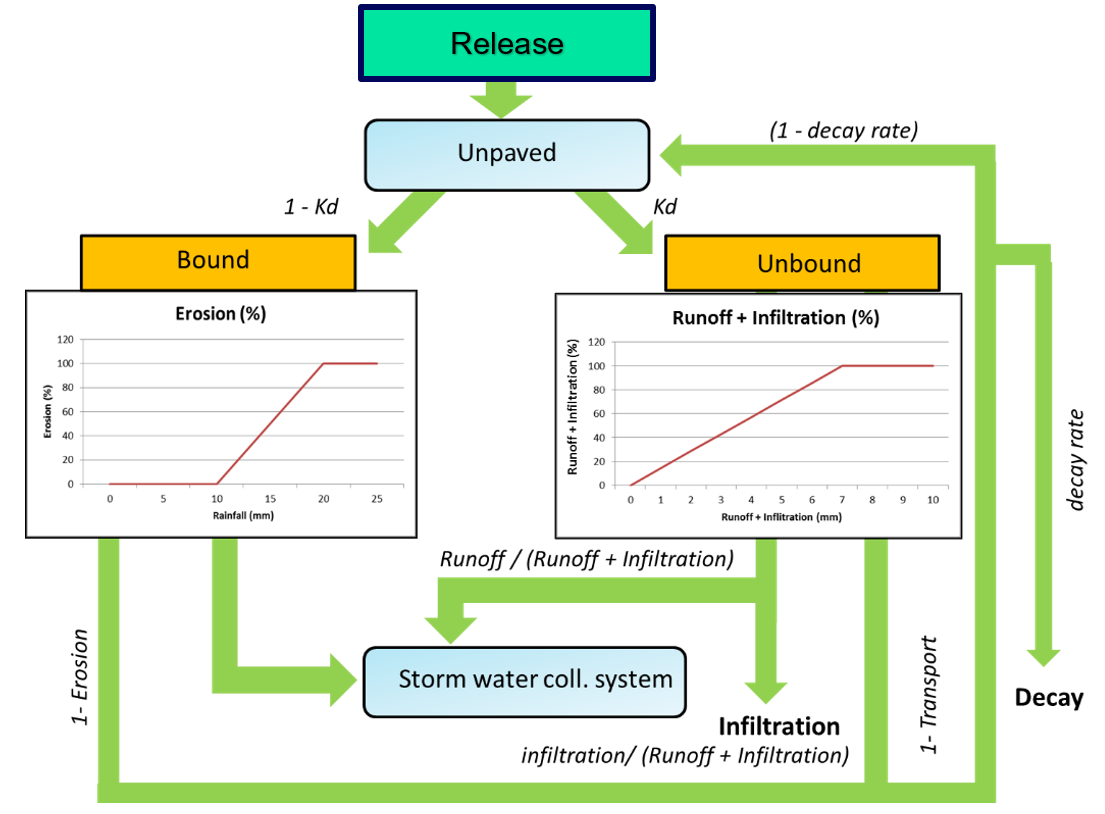 Release
(1 - decay rate)
Unpaved
1 - Kd
Kd
Bound
Unbound
Erosion (%)
120
100
80
60
40
20
0
Erosion (%)
0 5 10 15 20 25
Rainfall (mm)
Runoff + Infiltration (%)
120
100
80
60
40
20
0
Runoff + Infiltration (%)
0 1 2 3 4 5 6 7 8 9 10
Runoff + Inflitration (mm)
decay rate
Runoff / (Runoff + Infiltration)
1- Erosion
Storm water coll. system
1- Transport
Decay
Infiltration
infiltration/ (Runoff + Infiltration)